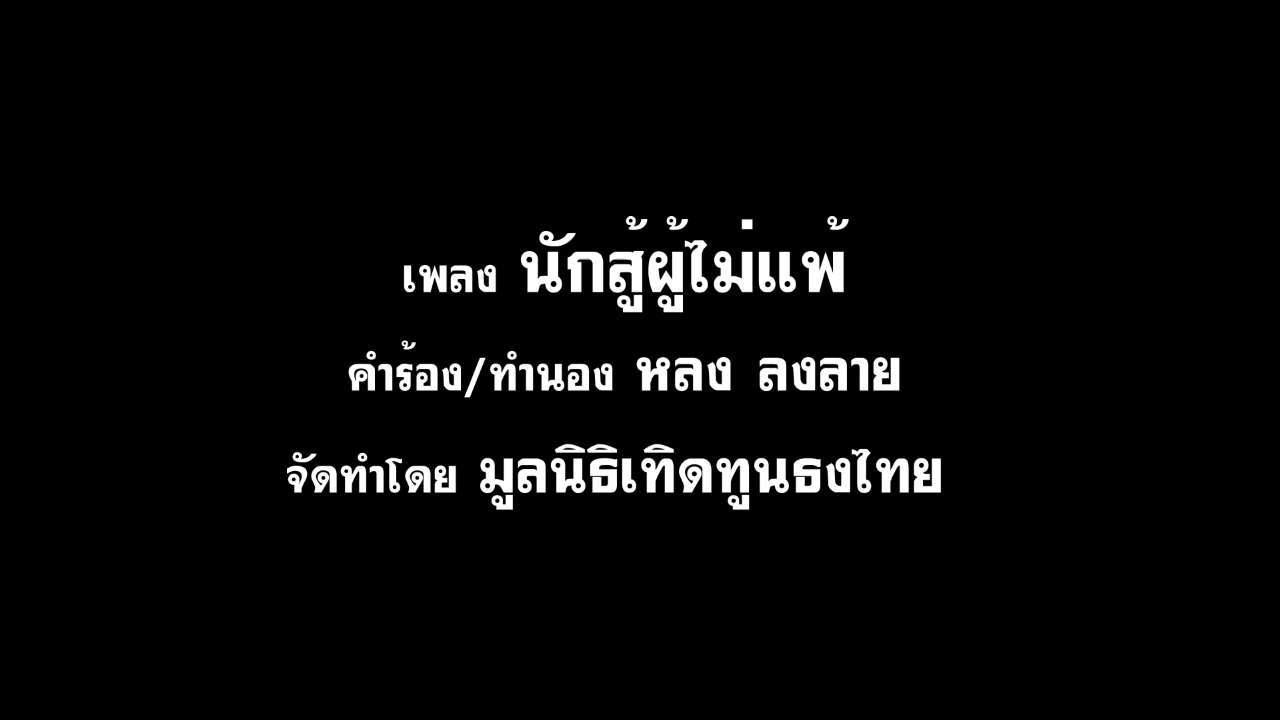 เพลง นักสู้ผู้ไม่แพ้
คำร้อง/ทำนอง หลง ลงลาย
จัดทำโดย มูลนิธิเทิดทูนธงไทย